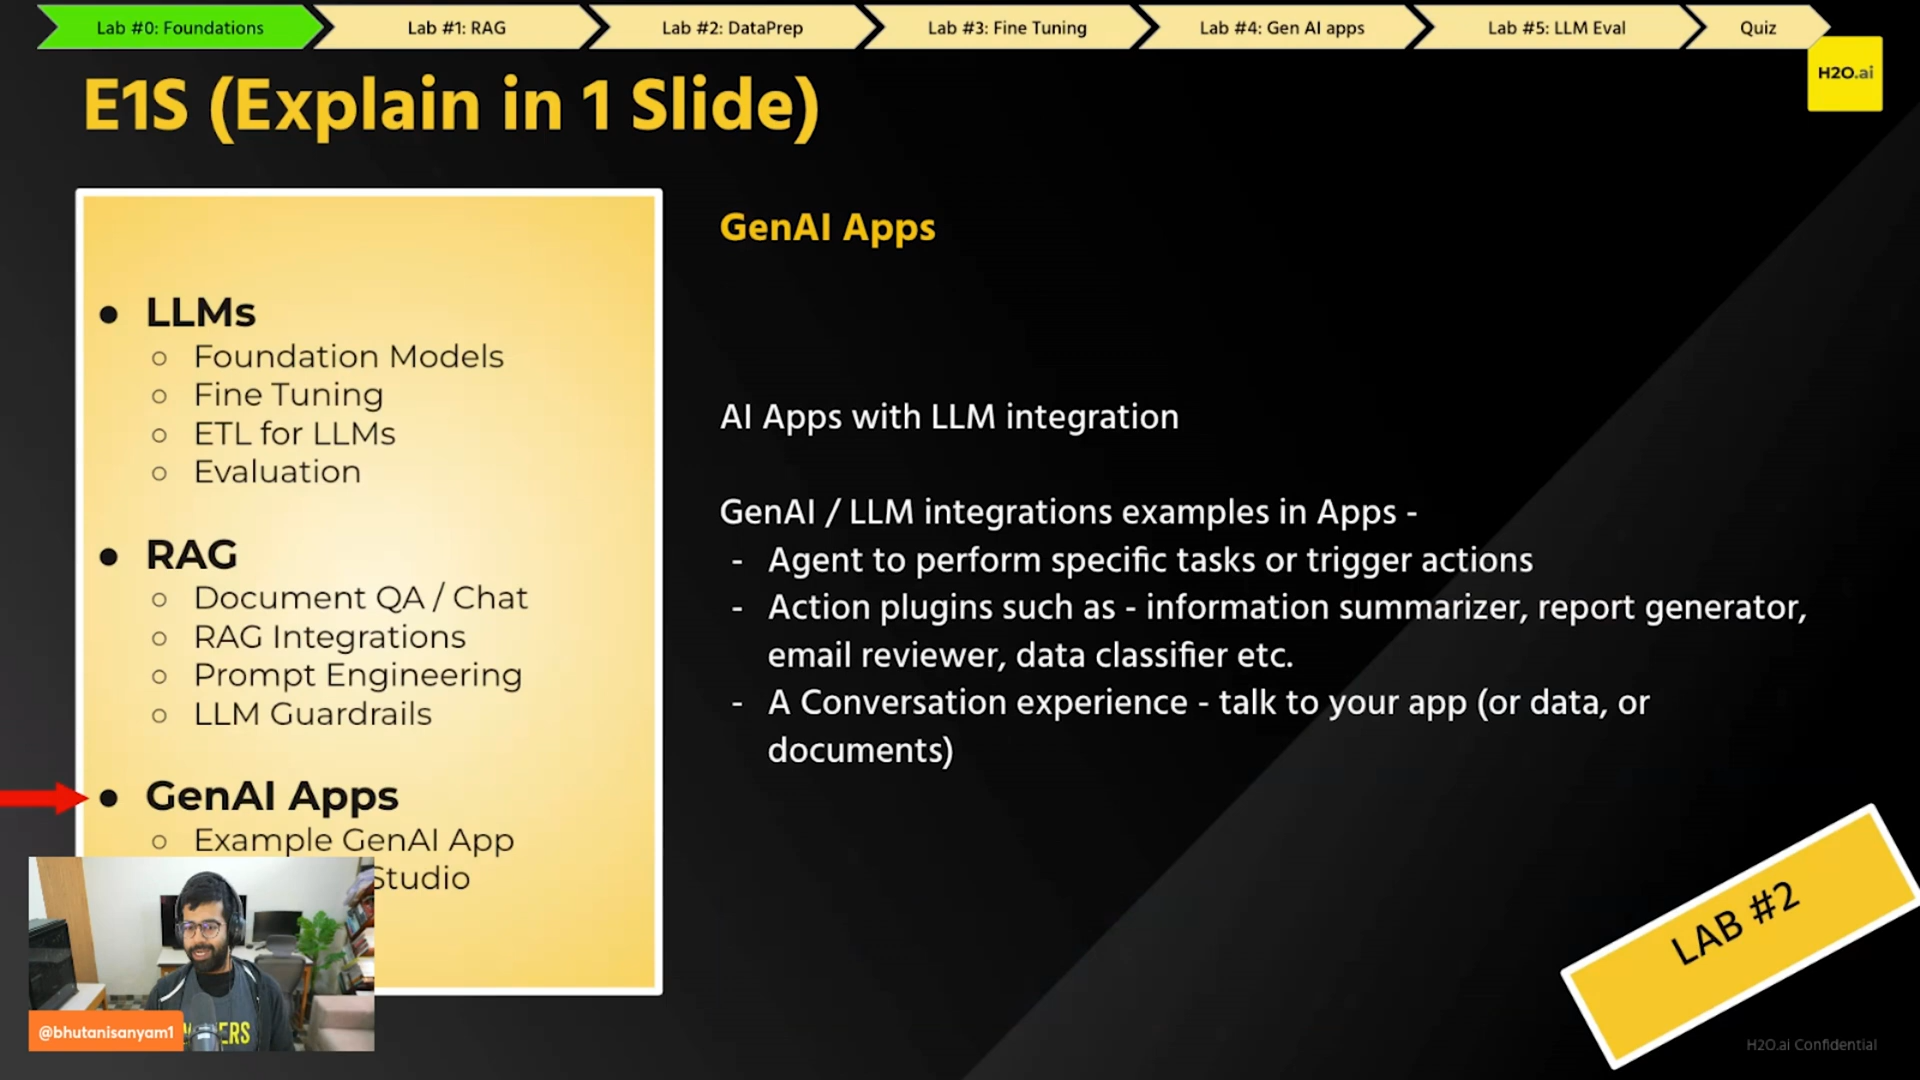 Lab #0: Foundations
Lab #1: RAG
Lab #2: DataPrep
Lab #3: Fine Tuning
Lab #4: Gen AI apps
Lab #5: LLM Eval
Quiz
H2O.ai
E1S (Explain in 1 Slide)
● LLMs
○ Foundation Models
○ Fine Tuning
○ ETL for LLMs
○ Evaluation
● RAG
○ Document QA / Chat
○ RAG Integrations
○ Prompt Engineering
○ LLM Guardrails
● GenAI Apps
○ Example GenAI App
Studio
GenAI Apps
AI Apps with LLM integration
GenAI / LLM integrations examples in Apps -
- Agent to perform specific tasks or trigger actions
- Action plugins such as - information summarizer, report generator,
email reviewer, data classifier etc.
- A Conversation experience - talk to your app (or data, or
documents)
LAB #2
@bhutanisanyam1
H2O.ai Confidential